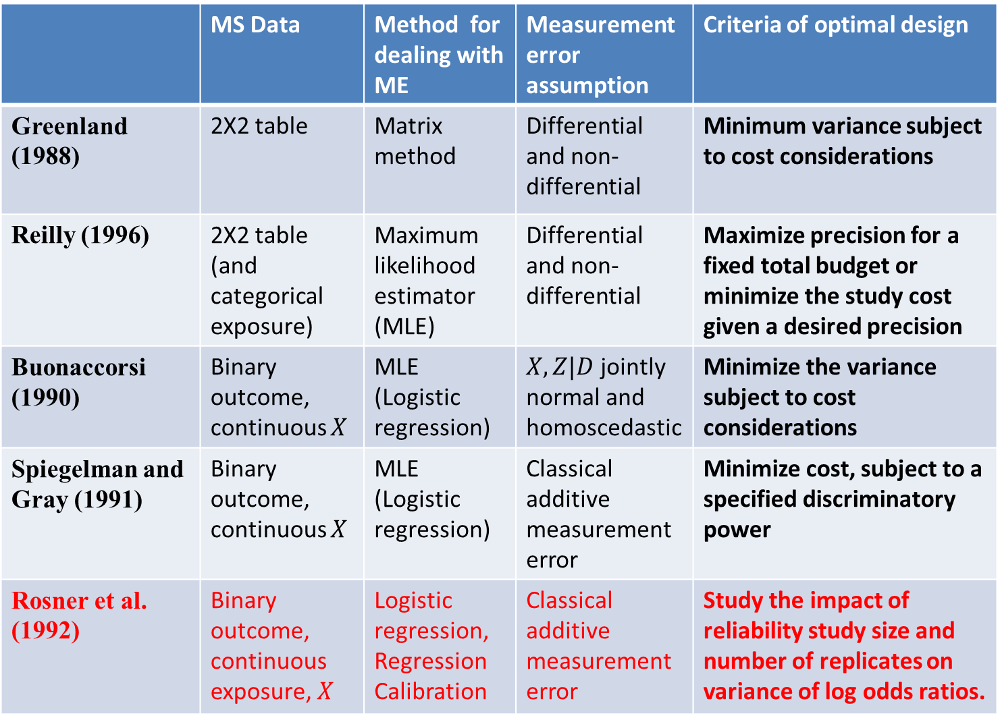 MS Data
Method for
dealing with
ME
Measurement
error
assumption
Criteria of optimal design
Greenland
(1988)
2X2 table
Matrix
method
Differential
and non-
differential
Minimum variance subject
to cost considerations
Reilly (1996)
2X2 table
(and
categorical
exposure)
Maximum
likelihood
estimator
(MLE)
Differential
and non-
differential
Maximize precision for a
fixed total budget or
minimize the study cost
given a desired precision
Buonaccorsi
(1990)
Binary
outcome,
continuous X
MLE
(Logistic
regression)
X, Z|D jointly
normal and
homoscedastic
Minimize the variance
subject to cost
considerations
Spiegelman and
Gray (1991)
Binary
outcome,
continuous X
MLE
(Logistic
regression)
Classical
additive
measurement
error
Minimize cost, subject to a
specified discriminatory
power
Rosner et al.
(1992)
Binary
outcome,
continuous
exposure, X
Logistic
regression,
Regression
Calibration
Classical
additive
measurement
error
Study the impact of
reliability study size and
number of replicates on
variance of log odds ratios.